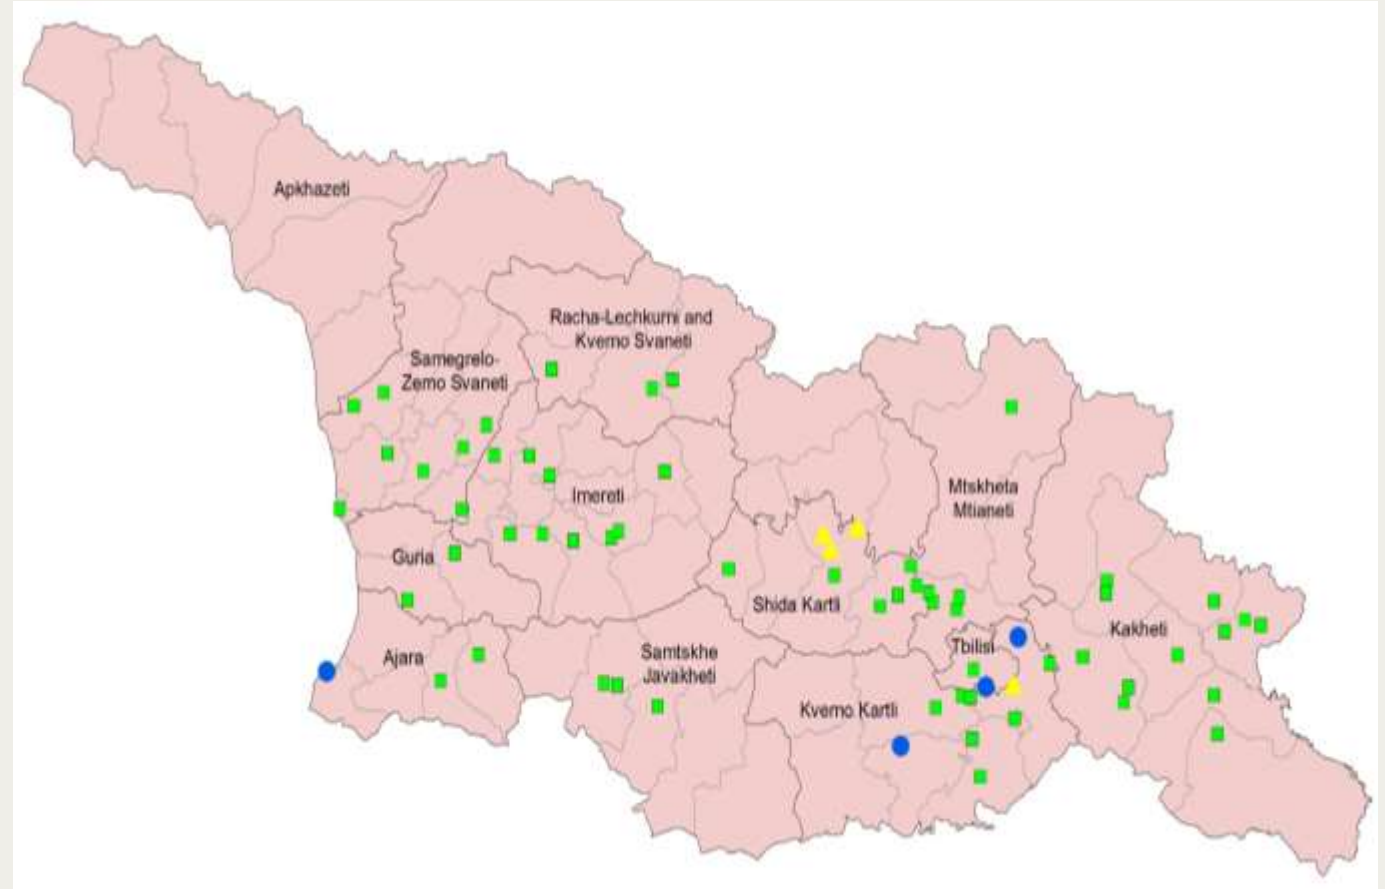 Apkhazeti
Racha-Lechkumi and
Kvemo Svaneti
Samegrelo-
Zemo Svaneti
Imereti
Mtskheta
Mtianeti
Guria
Shida Kartli
Kakheti
Tbilisi
Ajara
Samtskhe
Javakheti
Kvemo Kartli